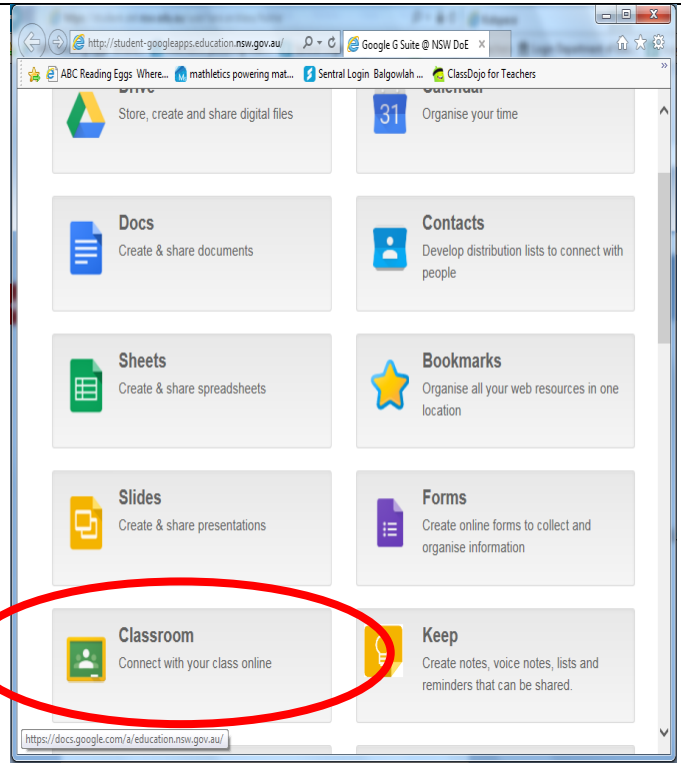 http://student-googleapps.education.nsw.gov.au/
Google G Suite @ NSW DoE
ABC Reading Eggs Where... mathletics powering mat... Sentral Login Balgowlah ... ClassDojo for Teachers
Drive
Store, create and share digital files
Calendar
31
Organise your time
Docs
Create & share documents
Contacts
Develop distribution lists to connect with
people
Sheets
Create & share spreadsheets
Bookmarks
Organise all your web resources in one
location
Slides
Create & share presentations
Forms
Create online forms to collect and
organise information
Classroom
Connect with your class online
Keep
Create notes, voice notes, lists and
reminders that can be shared.
https://docs.google.com/a/education.nsw.gov.au/